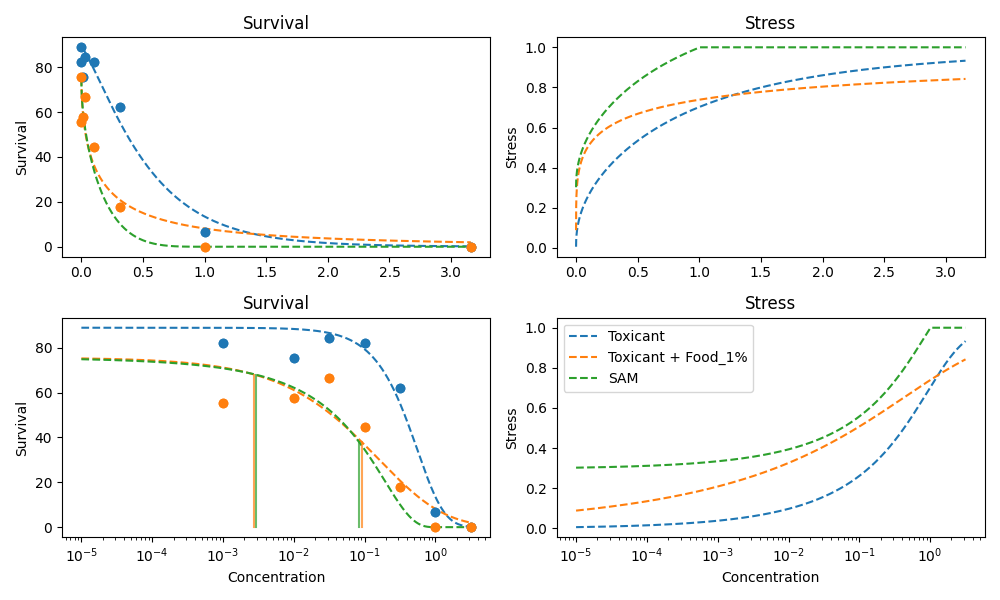 Survival
Survival
80
60
40
20
0
0.0 0.5 1.0 1.5 2.0 2.5 3.0
Stress
Stress
1.0
0.8
0.6
0.4
0.2
0.0
0.0 0.5 1.0 1.5 2.0 2.5 3.0
Survival
Survival
80
60
40
20
0
10⁻⁵ 10⁻⁴ 10⁻³ 10⁻² 10⁻¹ 10⁰
Concentration
Stress
Stress
1.0
0.8
0.6
0.4
0.2
0.0
Toxicant
Toxicant + Food_1%
SAM
10⁻⁵ 10⁻⁴ 10⁻³ 10⁻² 10⁻¹ 10⁰
Concentration